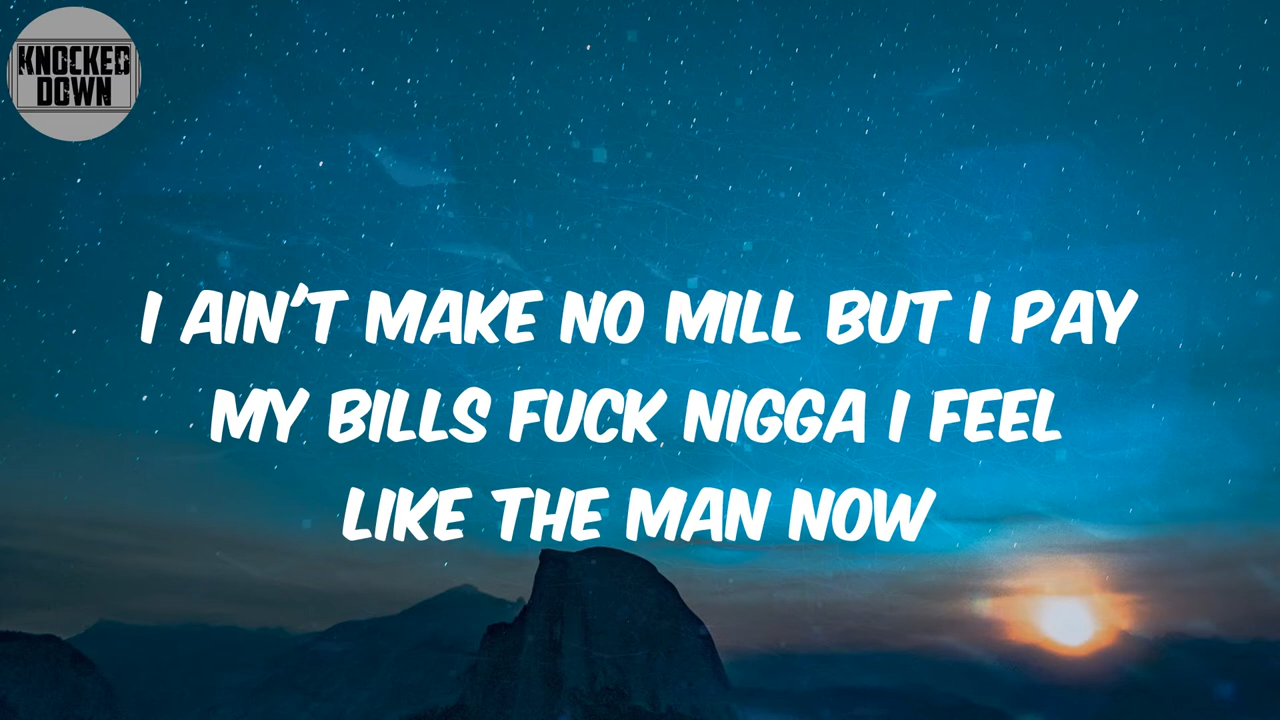 KNOCKED
DOWN
I AIN'T MAKE NO MILL BUT I PAY
MY BILLS FUCK NIGGA I FEEL
LIKE THE MAN NOW